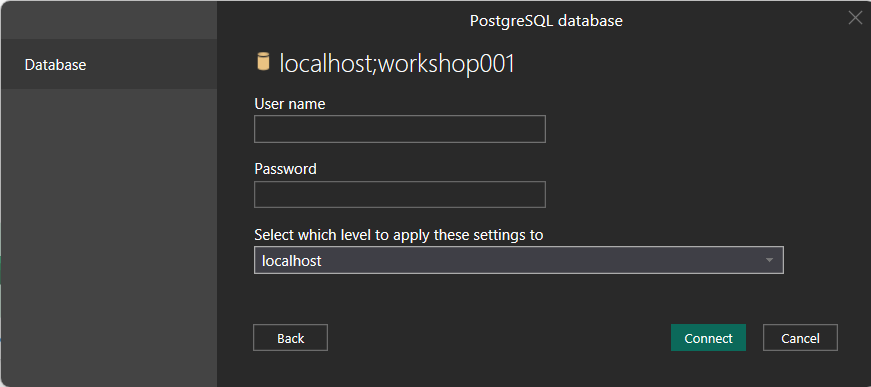 PostgreSQL database
Database
localhost;workshop001
User name
Password
Select which level to apply these settings to
localhost
Back
Connect
Cancel